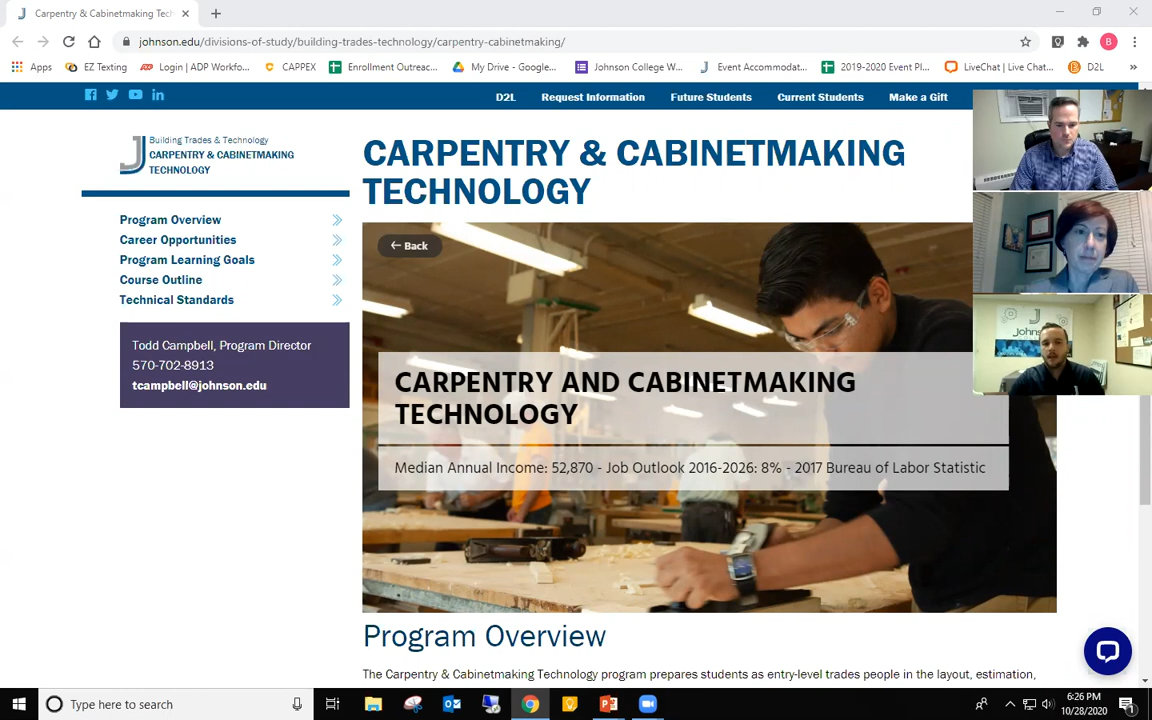 Carpentry & Cabinetmaking Tech
johnson.edu/divisions-of-study/building-trades-technology/carpentry-cabinetmaking/
B
Apps
EZ Texting
Login | ADP Workfo...
CAPPEX
Enrollment Outreac...
My Drive - Google...
Johnson College W...
Event Accommodat...
2019-2020 Event Pl...
LiveChat | Live Chat...
D2L
D2L
Request Information
Future Students
Current Students
Make a Gift
Building Trades & Technology
CARPENTRY & CABINETMAKING
TECHNOLOGY
CARPENTRY & CABINETMAKING
TECHNOLOGY
Program Overview
Career Opportunities
Program Learning Goals
Course Outline
Technical Standards
Todd Campbell, Program Director
570-702-8913
tcampbell@johnson.edu
← Back
CARPENTRY AND CABINETMAKING
TECHNOLOGY
Median Annual Income: 52,870 - Job Outlook 2016-2026: 8% - 2017 Bureau of Labor Statistic
Program Overview
The Carpentry & Cabinetmaking Technology program prepares students as entry-level trades people in the layout, estimation,
Type here to search
6:26 PM
10/28/2020
1